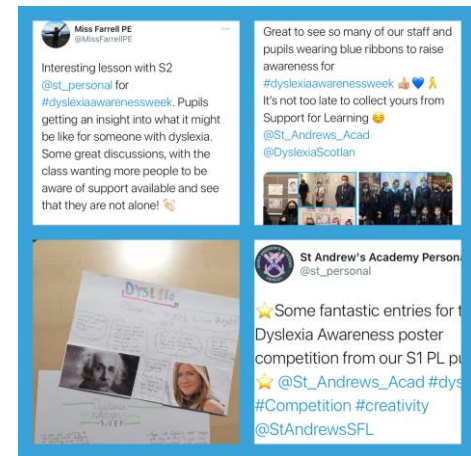 Miss Farrell PE
@MissFarrellPE
Interesting lesson with S2
@st_personal for
#dyslexiaawarenessweek. Pupils
getting an insight into what it might
be like for someone with dyslexia.
Some great discussions, with the
class wanting more people to be
aware of support available and see
that they are not alone! 👏🏻
Great to see so many of our staff and
pupils wearing blue ribbons to raise
awareness for
#dyslexiaawarenessweek 👍🏼💙🎗
It's not too late to collect yours from
Support for Learning 😊
@St_Andrews_Acad
@DyslexiaScotlan
DYSLEXIA
WEEK
St Andrew's Academy Persona
@st_personal
⭐Some fantastic entries for t
Dyslexia Awareness poster
competition from our S1 PL pu
⭐ @St_Andrews_Acad #dys
#Competition #creativity
@StAndrewsSFL